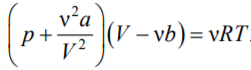 (p + ν²a/V²)(V − νb) = νRT